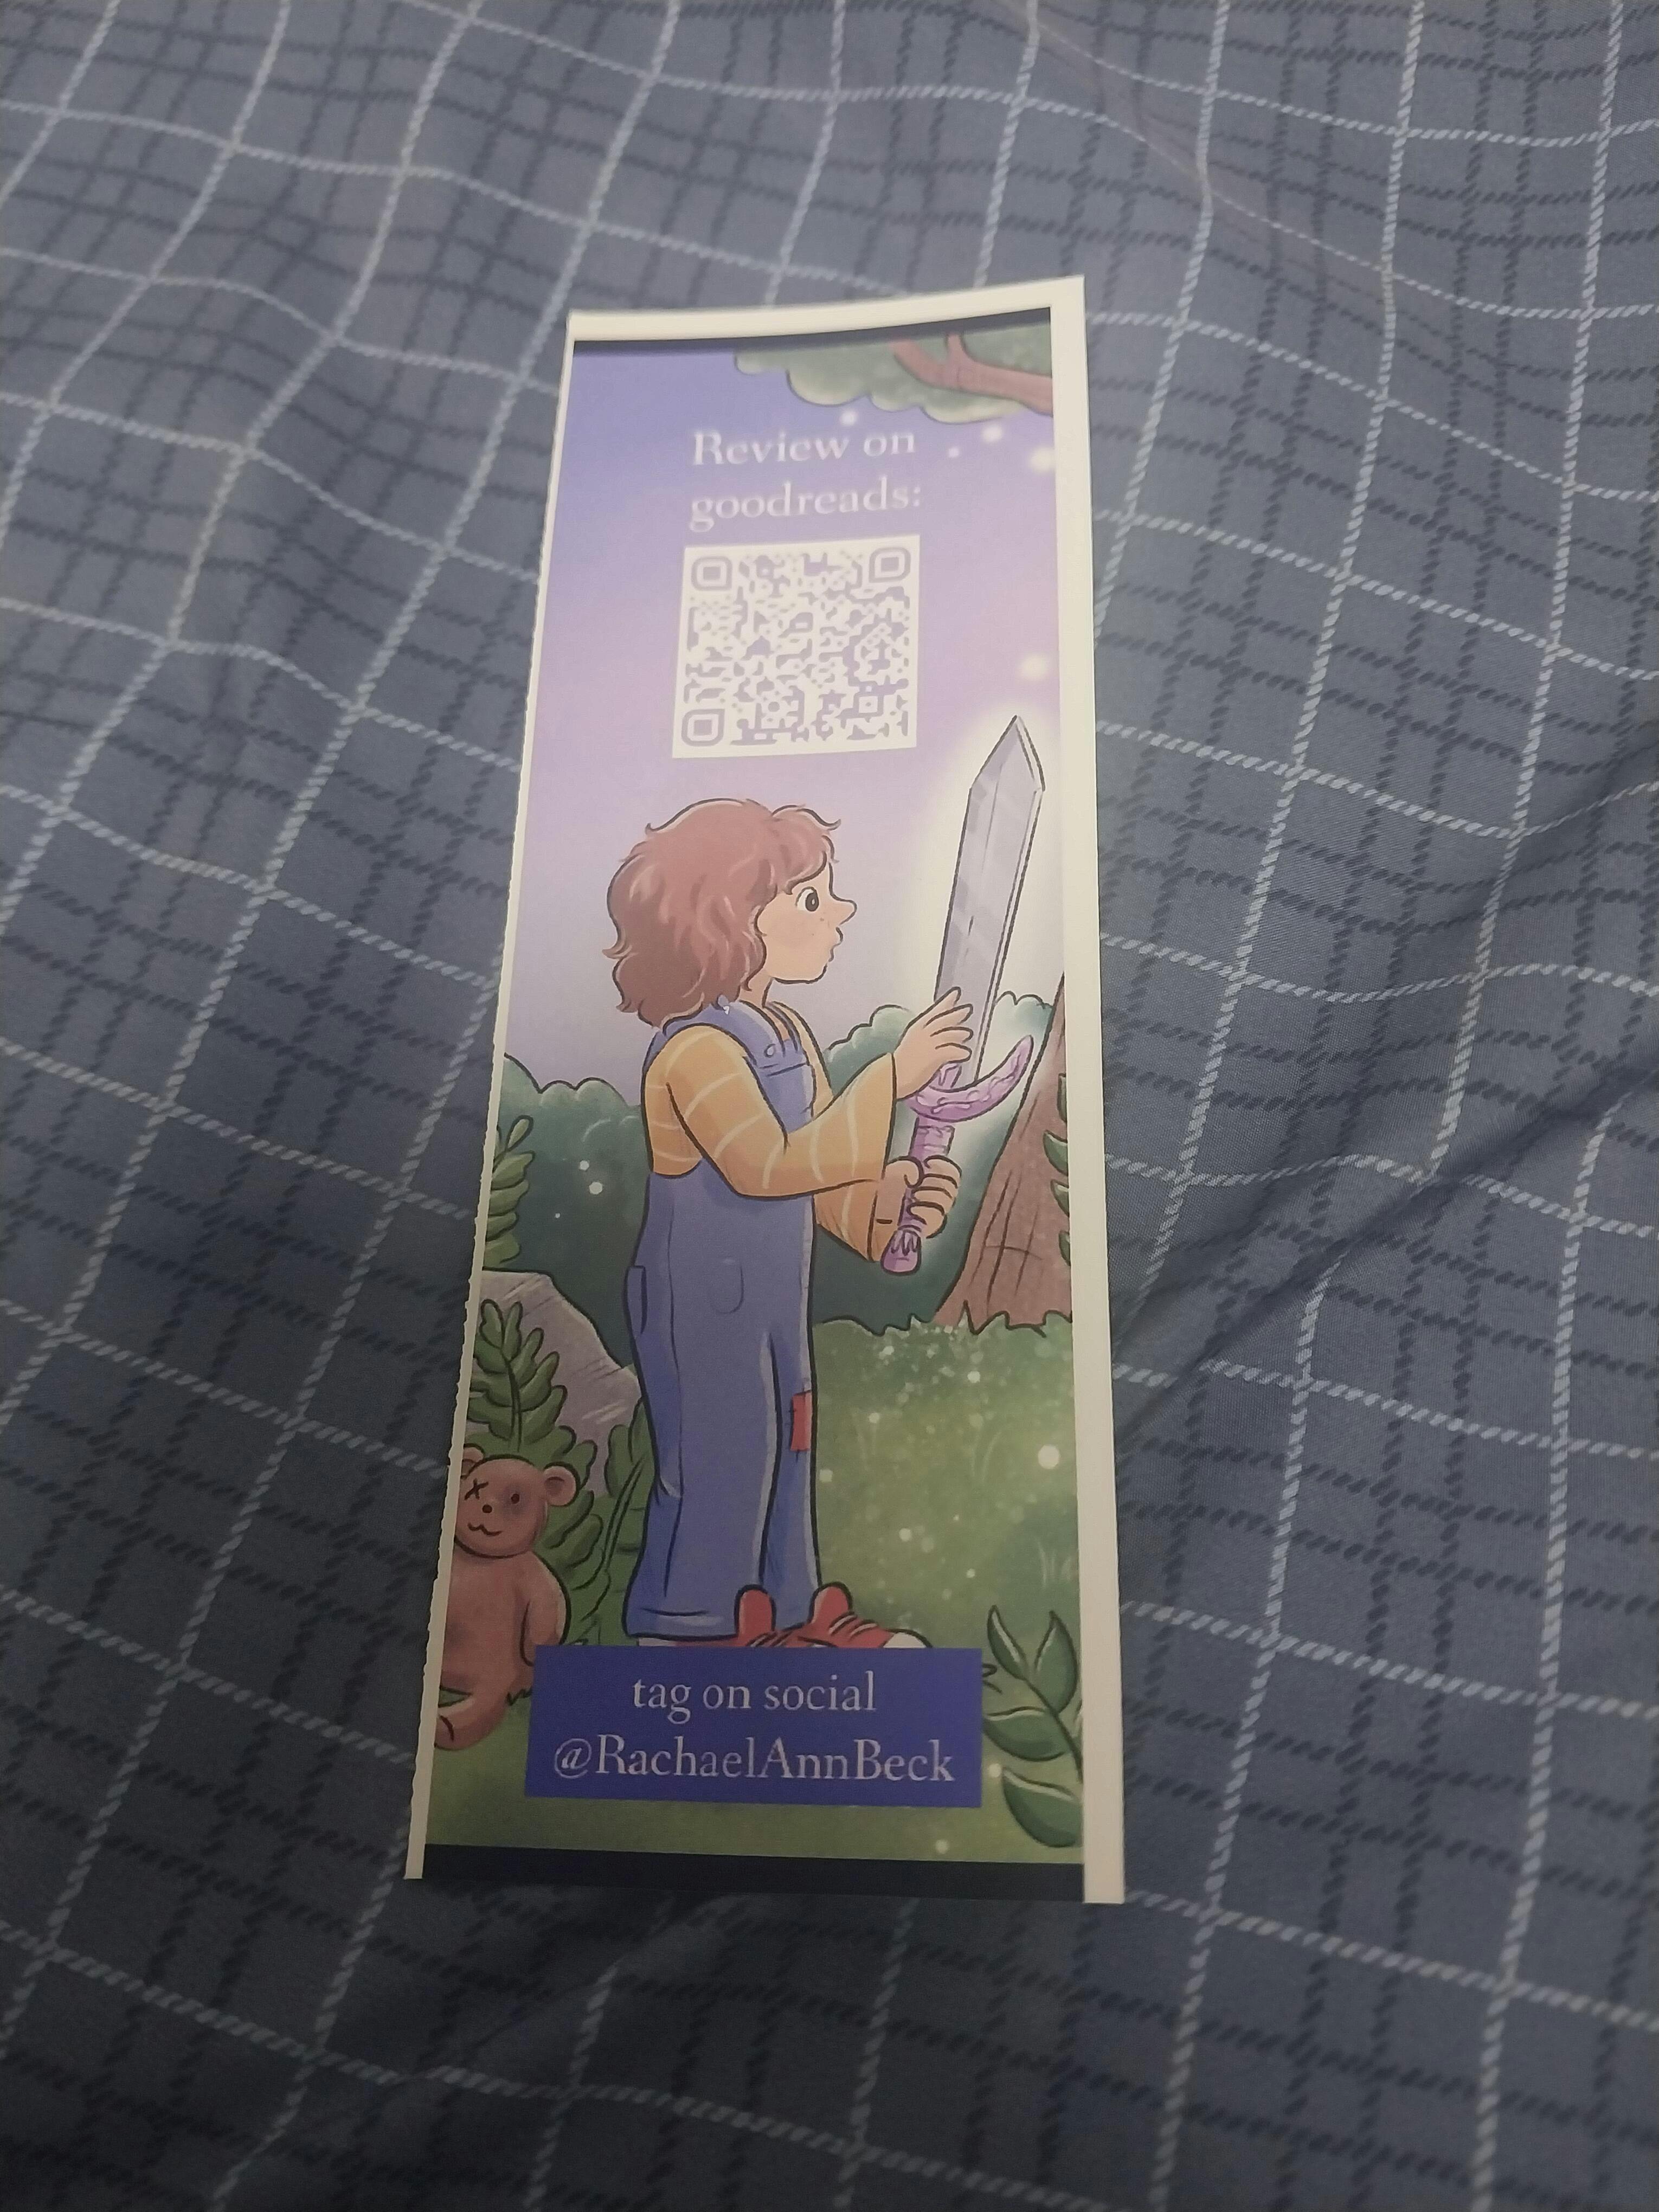 Review on
goodreads:
tag on social
@RachaelAnnBeck